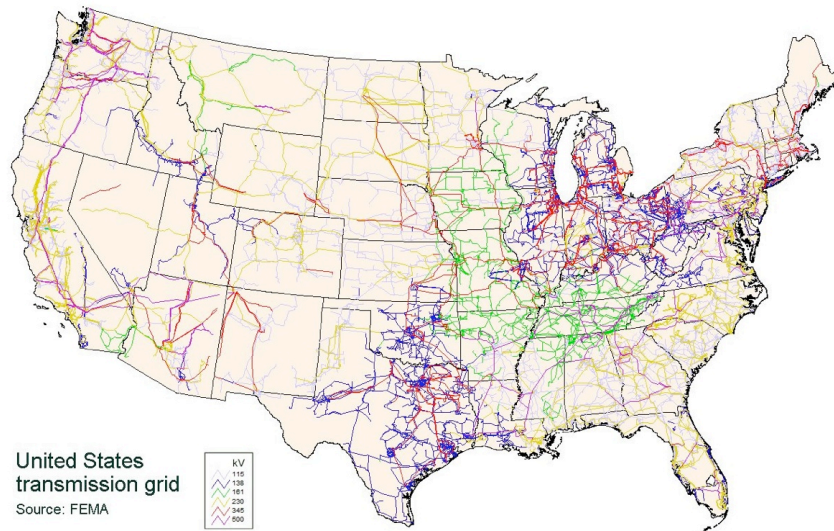 United States
transmission grid
Source: FEMA
kV
115
138
161
230
345
500